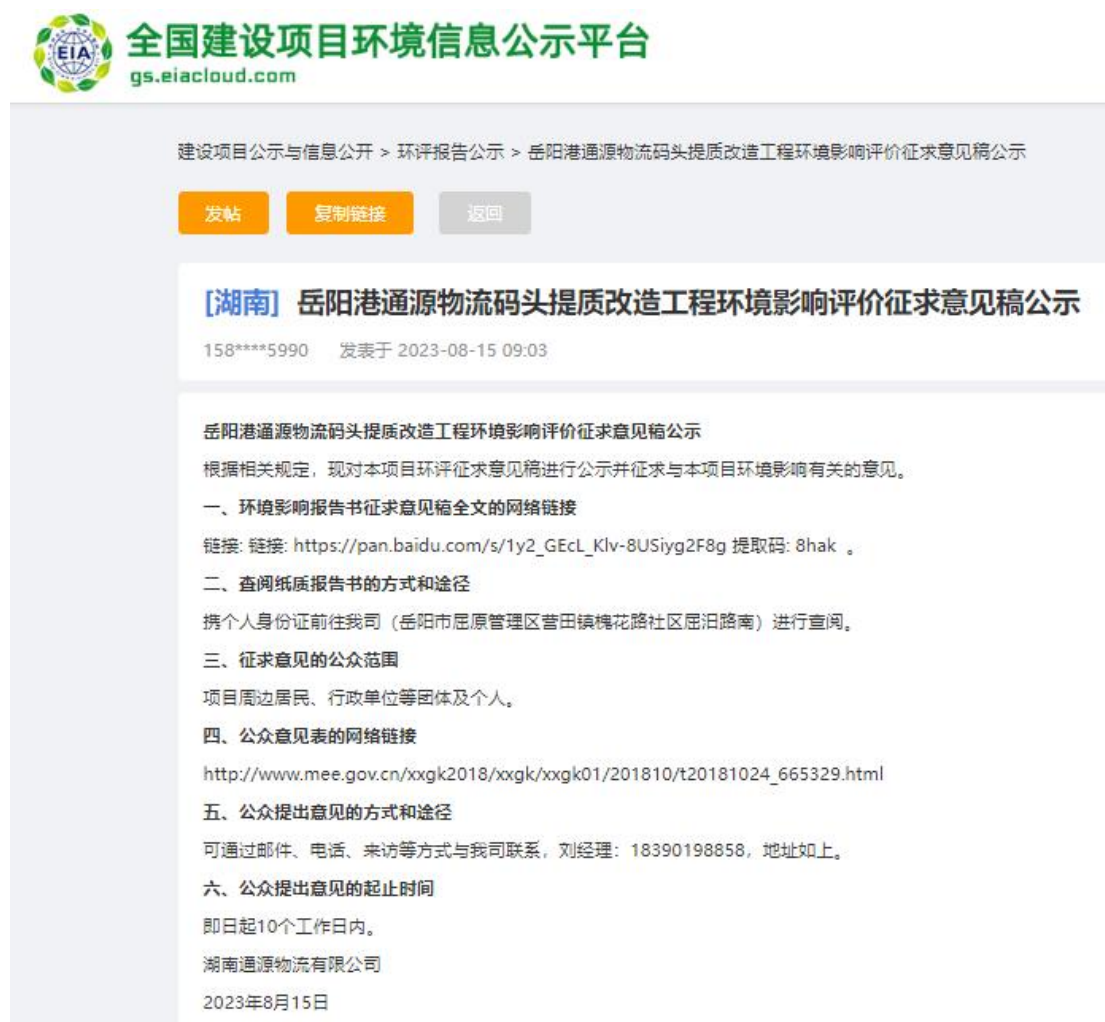 EIA
全国建设项目环境信息公示平台
gs.eiacloud.com
建设项目公示与信息公开 > 环评报告公示 > 岳阳港通源物流码头提质改造工程环境影响评价征求意见稿公示
发帖 复制链接 返回
[湖南] 岳阳港通源物流码头提质改造工程环境影响评价征求意见稿公示
158****5990 发表于 2023-08-15 09:03
岳阳港通源物流码头提质改造工程环境影响评价征求意见稿公示
根据相关规定，现对本项目环评征求意见稿进行公示并征求与本项目环境影响有关的意见。
一、环境影响报告书征求意见稿全文的网络链接
链接: 链接: https://pan.baidu.com/s/1y2_GEcL_Klv-8USiyg2F8g 提取码: 8hak 。
二、查阅纸质报告书的方式和途径
携个人身份证前往我司（岳阳市屈原管理区营田镇槐花路社区屈汨路南）进行查阅。
三、征求意见的公众范围
项目周边居民、行政单位等团体及个人。
四、公众意见表的网络链接
http://www.mee.gov.cn/xxgk2018/xxgk/xxgk01/201810/t20181024_665329.html
五、公众提出意见的方式和途径
可通过邮件、电话、来访等方式与我司联系，刘经理：18390198858，地址如上。
六、公众提出意见的起止时间
即日起10个工作日内。
湖南通源物流有限公司
2023年8月15日